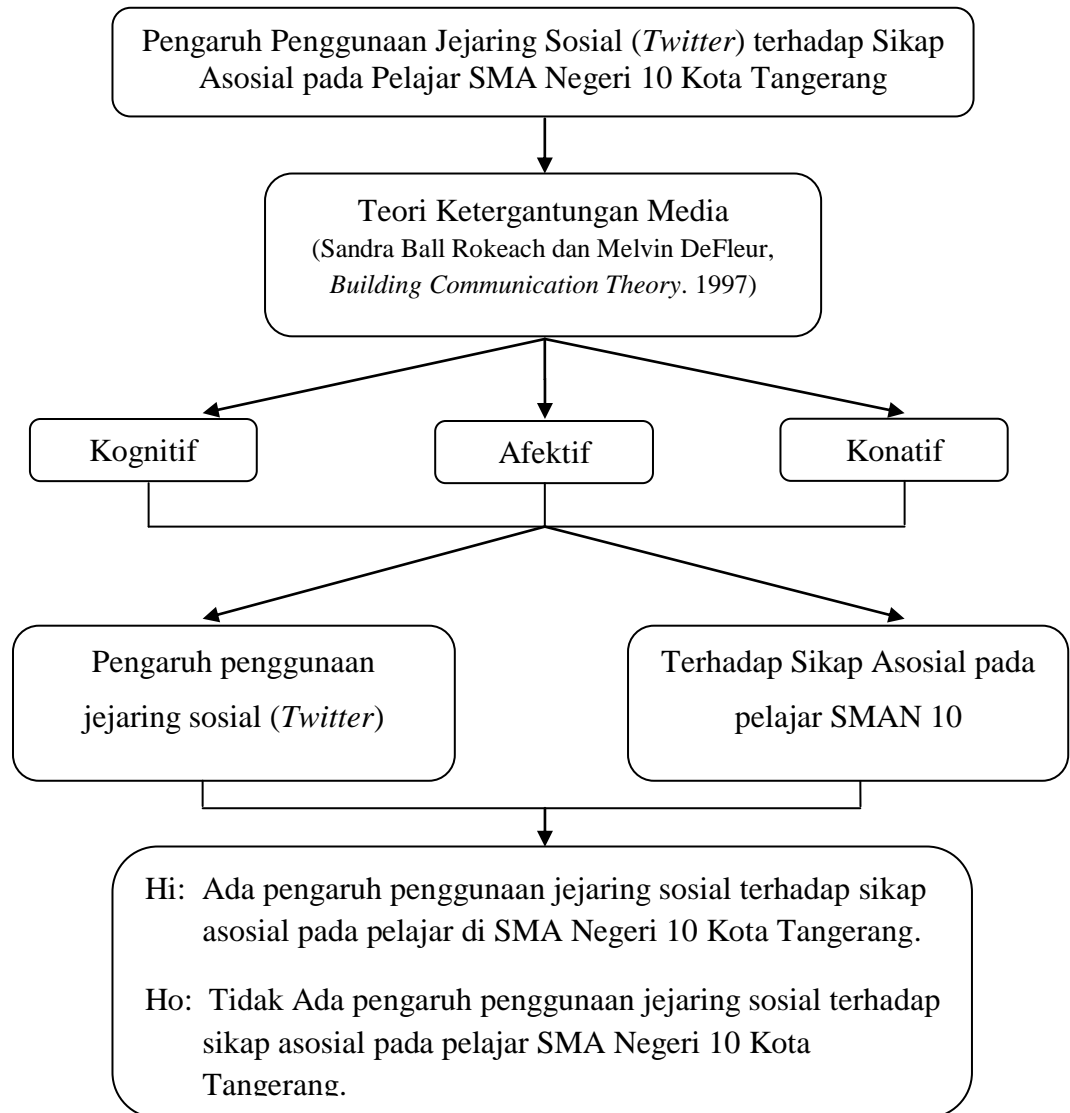 Pengaruh Penggunaan Jejaring Sosial (Twitter) terhadap Sikap
Asosial pada Pelajar SMA Negeri 10 Kota Tangerang
Teori Ketergantungan Media
(Sandra Ball Rokeach dan Melvin DeFleur,
Building Communication Theory. 1997)
Kognitif
Afektif
Konatif
Pengaruh penggunaan
jejaring sosial (Twitter)
Terhadap Sikap Asosial pada
pelajar SMAN 10
Hi: Ada pengaruh penggunaan jejaring sosial terhadap sikap
asosial pada pelajar di SMA Negeri 10 Kota Tangerang.
Ho: Tidak Ada pengaruh penggunaan jejaring sosial terhadap
sikap asosial pada pelajar SMA Negeri 10 Kota
Tangerang.